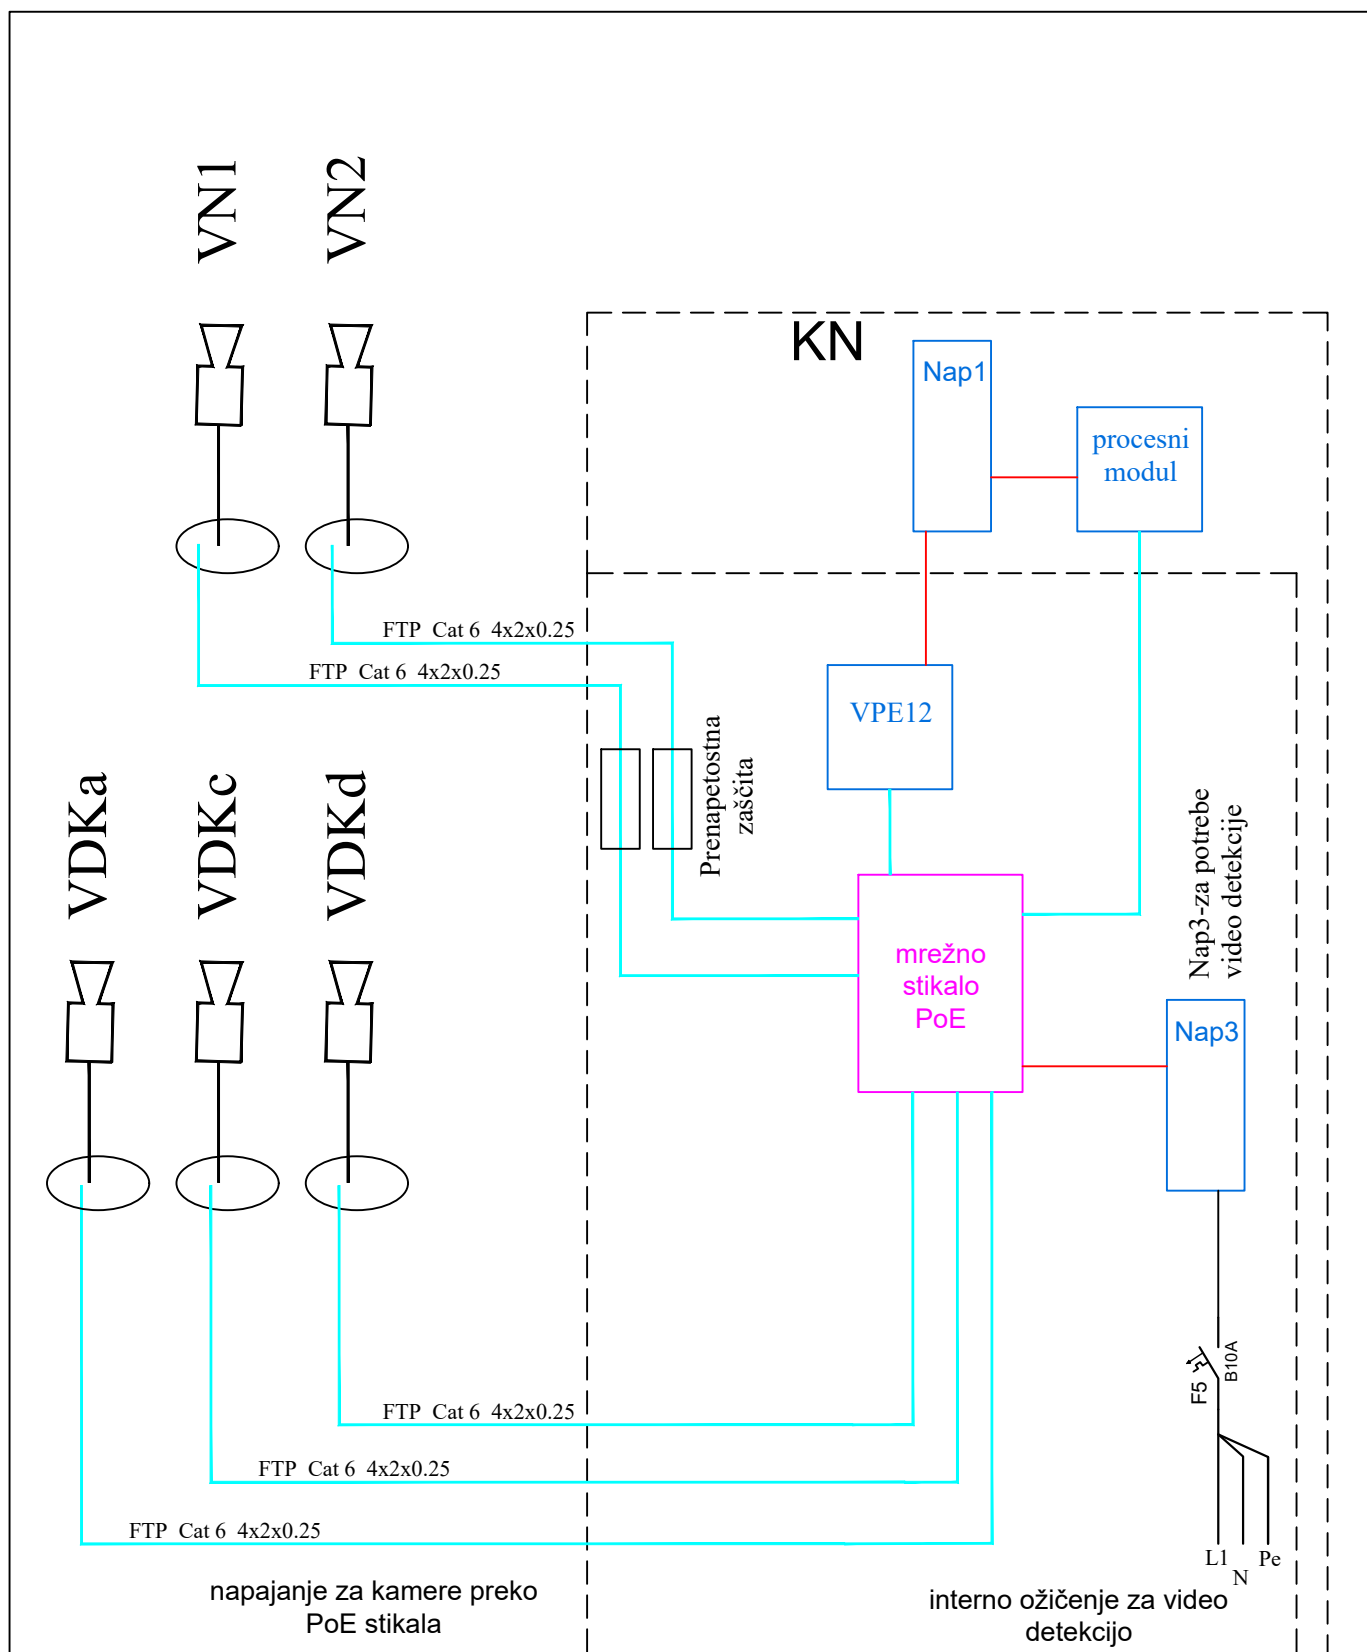 VN1
VN2
KN
Nap1
procesni
modul
FTP Cat 6 4x2x0.25
FTP Cat 6 4x2x0.25
VPE12
Prenapetostna
zaščita
VDKa
VDKc
VDKd
Nap3-za potrebe
video detekcije
mrežno
stikalo
PoE
Nap3
F5
B10A
FTP Cat 6 4x2x0.25
FTP Cat 6 4x2x0.25
FTP Cat 6 4x2x0.25
L1
N
Pe
napajanje za kamere preko
PoE stikala
interno ožičenje za video
detekcijo